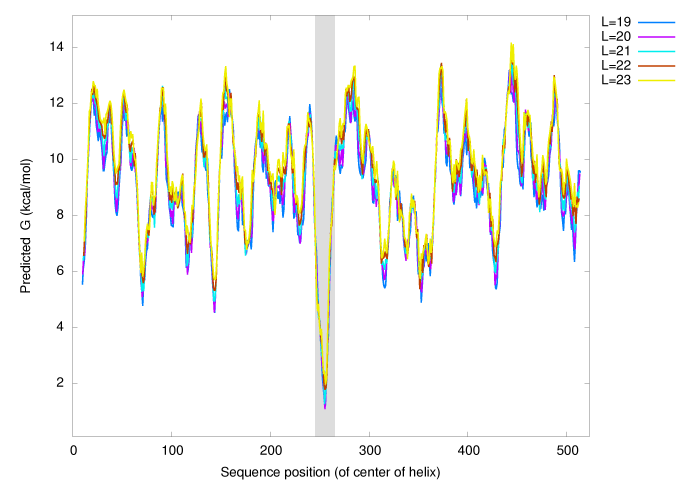 L=19
L=20
L=21
L=22
L=23
14
12
10
8
6
4
2
Predicted G (kcal/mol)
0 100 200 300 400 500
Sequence position (of center of helix)